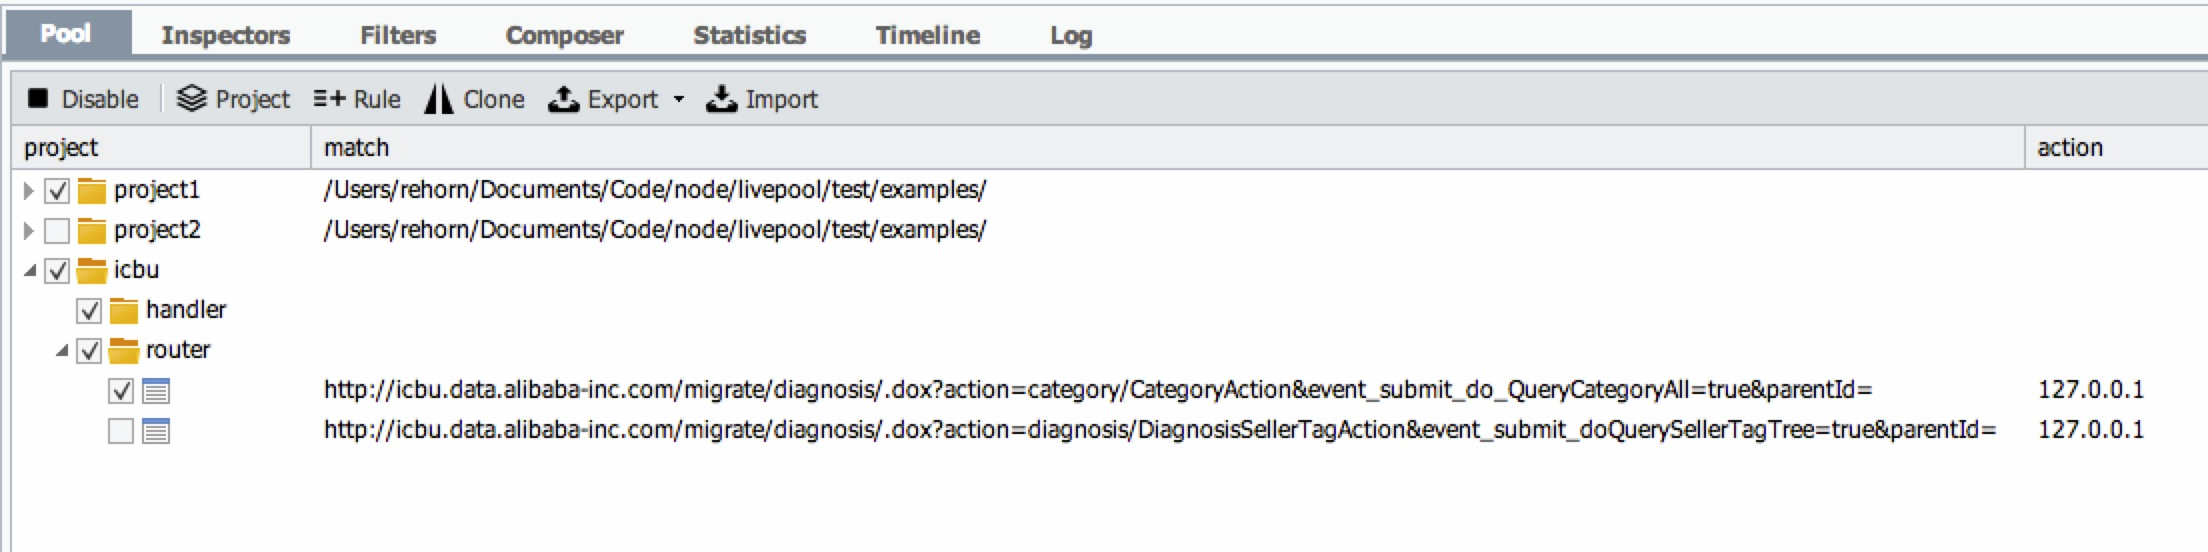 Pool Inspectors Filters Composer Statistics Timeline Log
Disable Project Rule Clone Export Import
project match action
project1 /Users/rehorn/Documents/Code/node/livepool/test/examples/
project2 /Users/rehorn/Documents/Code/node/livepool/test/examples/
icbu
handler
router
http://icbu.data.alibaba-inc.com/migrate/diagnosis/.dox?action=category/CategoryAction&event_submit_do_QueryCategoryAll=true&parentId= 127.0.0.1
http://icbu.data.alibaba-inc.com/migrate/diagnosis/.dox?action=diagnosis/DiagnosisSellerTagAction&event_submit_doQuerySellerTagTree=true&parentId= 127.0.0.1